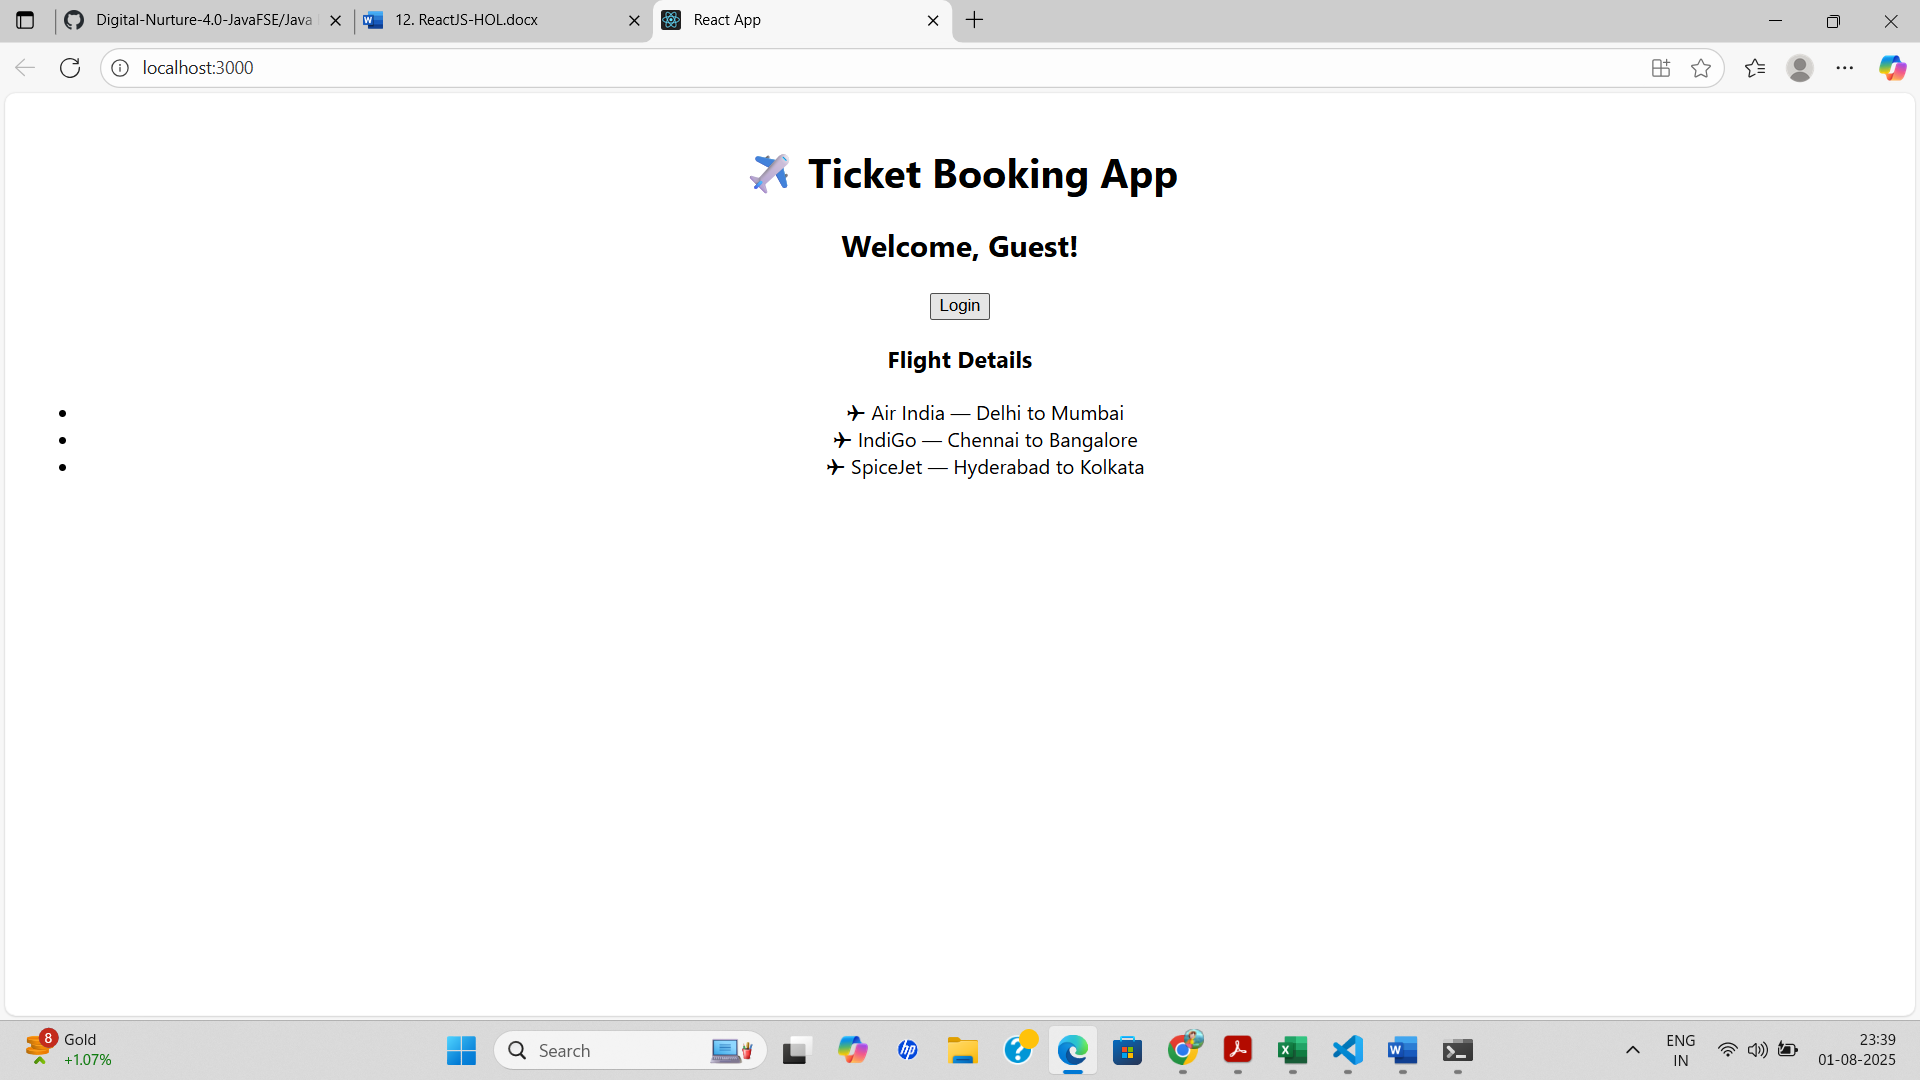 Digital-Nurture-4.0-JavaFSE/Java
12. ReactJS-HOL.docx
React App
localhost:3000
Ticket Booking App
Welcome, Guest!
Login
Flight Details
✈ Air India — Delhi to Mumbai
✈ IndiGo — Chennai to Bangalore
✈ SpiceJet — Hyderabad to Kolkata
8
Gold
+1.07%
Search
hp
ENG
IN
23:39
01-08-2025